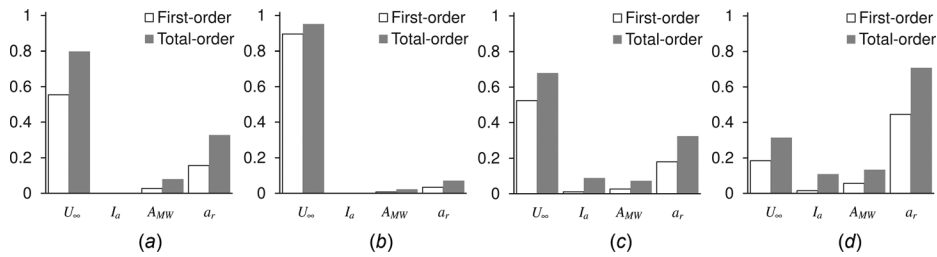 First-order
Total-order
1
0.8
0.6
0.4
0.2
0
U∞ Ia AMW ar
(a)
First-order
Total-order
1
0.8
0.6
0.4
0.2
0
U∞ Ia AMW ar
(b)
First-order
Total-order
1
0.8
0.6
0.4
0.2
0
U∞ Ia AMW ar
(c)
First-order
Total-order
1
0.8
0.6
0.4
0.2
0
U∞ Ia AMW ar
(d)